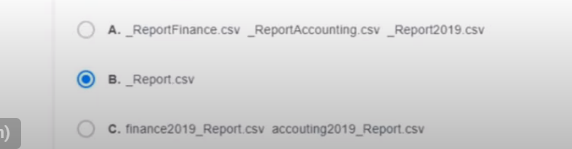 A. _ReportFinance.csv _ReportAccounting.csv _Report2019.csv
B. _Report.csv
n)
C. finance2019_Report.csv accouting2019_Report.csv